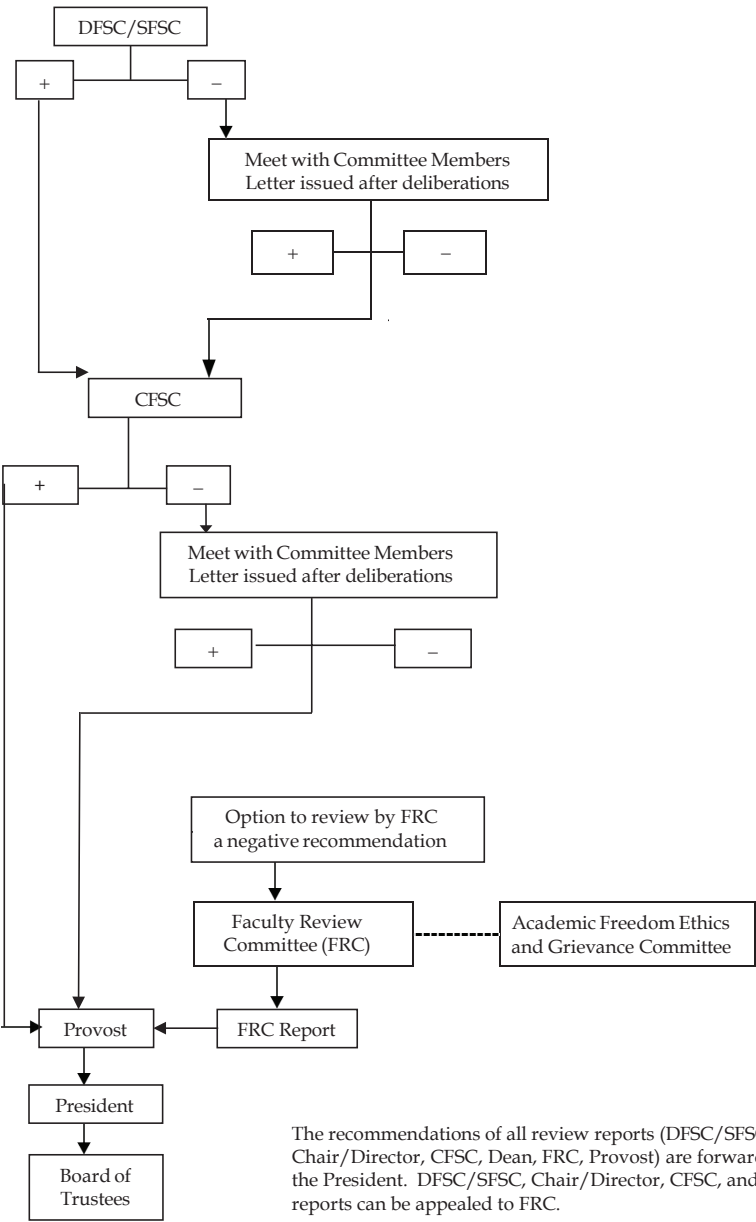 DFSC/SFSC
+
–
Meet with Committee Members
Letter issued after deliberations
+
–
CFSC
+
–
Meet with Committee Members
Letter issued after deliberations
+
–
Option to review by FRC
a negative recommendation
Faculty Review
Committee (FRC)
Academic Freedom Ethics
and Grievance Committee
Provost
FRC Report
President
Board of
Trustees
The recommendations of all review reports (DFSC/SFSC
Chair/Director, CFSC, Dean, FRC, Provost) are
the President. DFSC/SFSC, Chair/Director, CFSC, and
reports can be appealed to FRC.